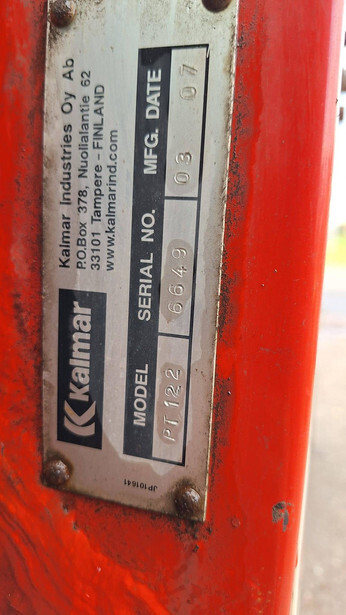 Kalmar
Kalmar Industries Oy Ab
P.O.Box 378, Nuolialantie 62
33101 Tampere - FINLAND
www.kalmarind.com
MODEL SERIAL NO. MFG. DATE
PT122 6649 03 07
JP101641